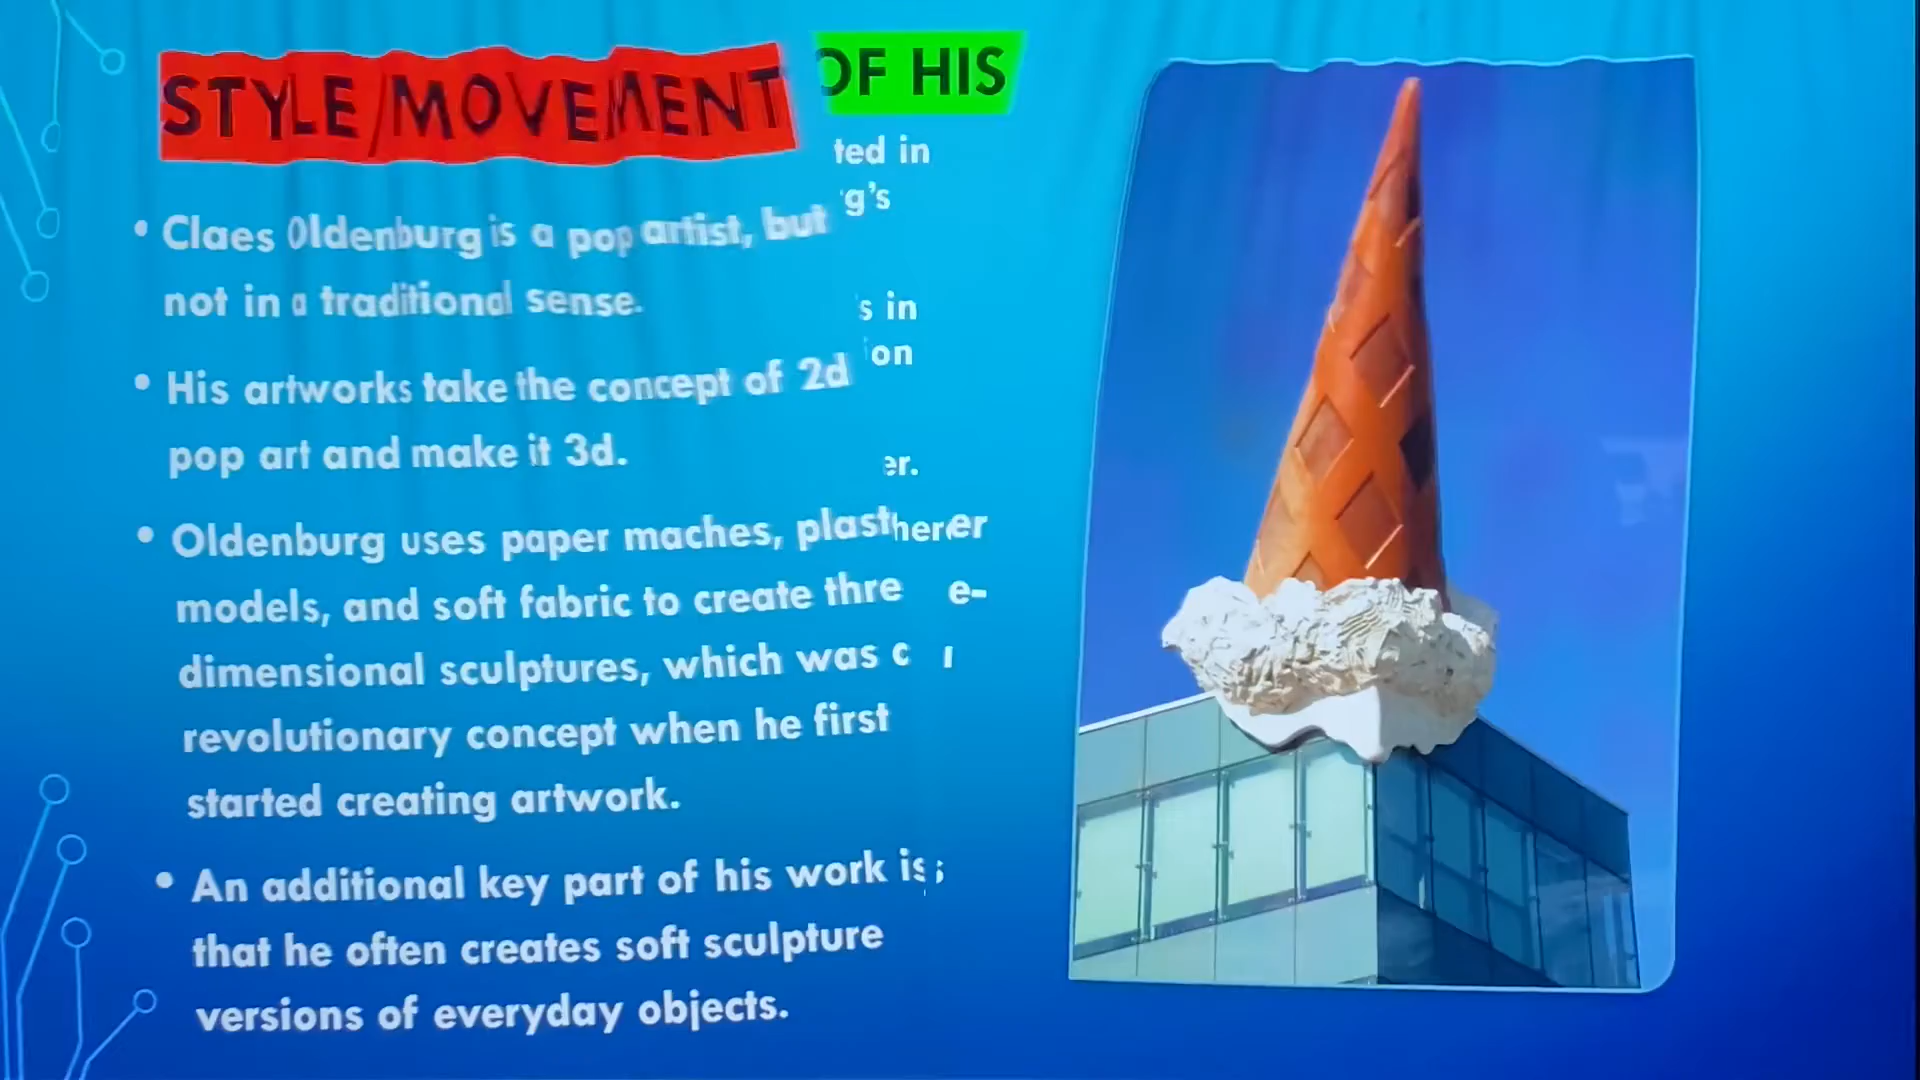 STYLE/MOVEMENT
OF HIS
ted in
g's
• Claes Oldenburg is a pop artist, but
not in a traditional sense.
s in
on
• His artworks take the concept of 2d
pop art and make it 3d.
er.
• Oldenburg uses paper maches,
models, and soft fabric to create thre e-
dimensional sculptures, which was
revolutionary concept when he first
started creating artwork.
• An additional key part of his work is
that he often creates soft sculpture
versions of everyday objects.